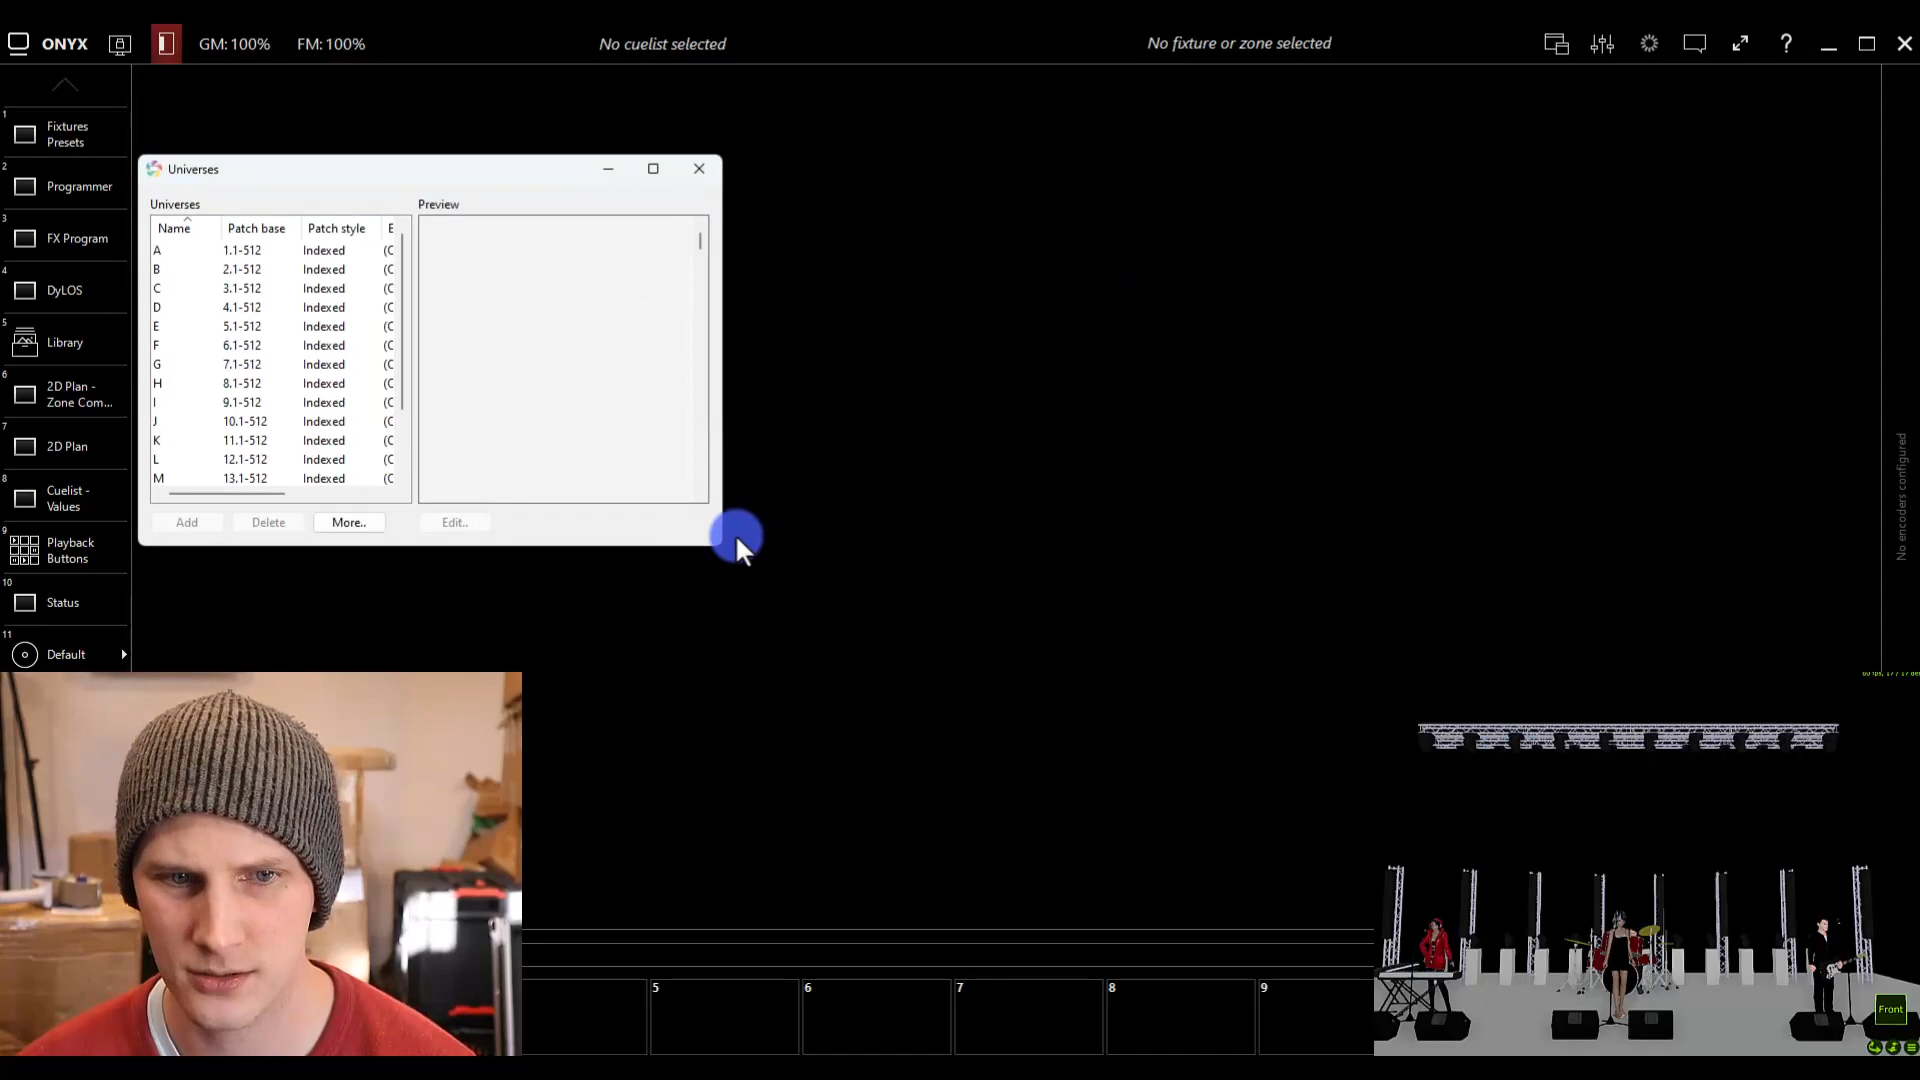 ONYX
GM: 100%
FM: 100%
No cuelist selected
No fixture or zone selected
?
1
Fixtures
Presets
2
Programmer
3
FX Program
4
DyLOS
5
Library
6
2D Plan -
Zone Com...
7
2D Plan
8
Cuelist -
Values
9
Playback
Buttons
10
Status
11
Default
Universes
Universes
Preview
Name Patch base Patch style E
A 1.1-512 Indexed (C
B 2.1-512 Indexed (C
C 3.1-512 Indexed (C
D 4.1-512 Indexed (C
E 5.1-512 Indexed (C
F 6.1-512 Indexed (C
G 7.1-512 Indexed (C
H 8.1-512 Indexed (C
I 9.1-512 Indexed (C
J 10.1-512 Indexed (C
K 11.1-512 Indexed (C
L 12.1-512 Indexed (C
M 13.1-512 Indexed (C
Add
Delete
More..
Edit..
No encoders configured
5
6
7
8
9
Front